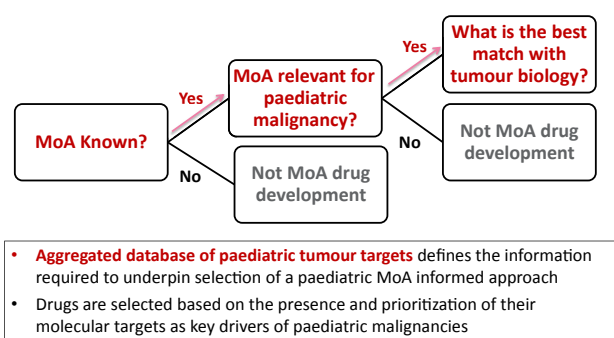 What is the best
match with
tumour biology?
Yes
MoA relevant for
paediatric
malignancy?
Yes
MoA Known?
No
Not MoA drug
development
No
Not MoA drug
development
• Aggregated database of paediatric tumour targets defines the information
required to underpin selection of a paediatric MoA informed approach
• Drugs are selected based on the presence and prioritization of their
molecular targets as key drivers of paediatric malignancies